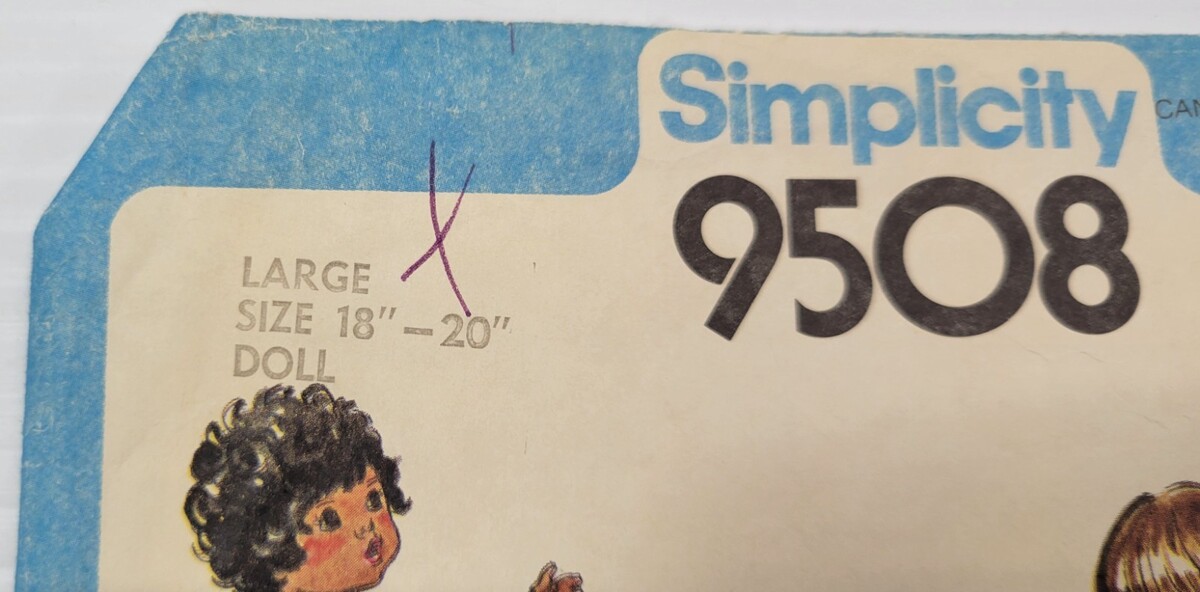 Simplicity
9508
LARGE
SIZE 18"–20"
DOLL